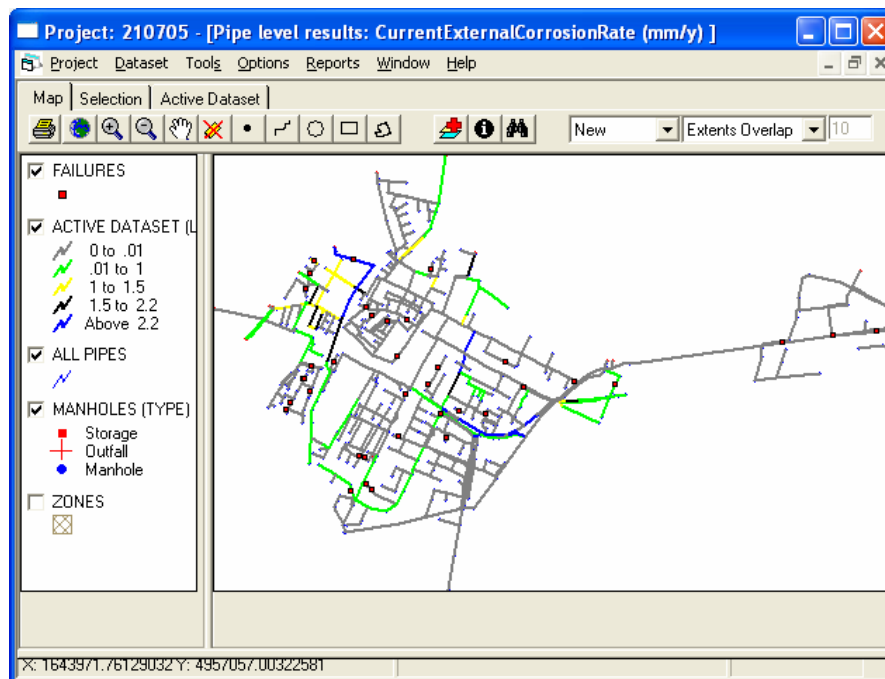 Project: 210705 - [Pipe level results: CurrentExternalCorrosionRate (mm/y) ]
Project Dataset Tools Options Reports Window Help
Map Selection Active Dataset
New Extents Overlap 10
FAILURES
ACTIVE DATASET (L
0 to .01
.01 to 1
1 to 1.5
1.5 to 2.2
Above 2.2
ALL PIPES
MANHOLES (TYPE)
Storage
Outfall
Manhole
ZONES
X: 1643971.76129032 Y: 4957057.00322581